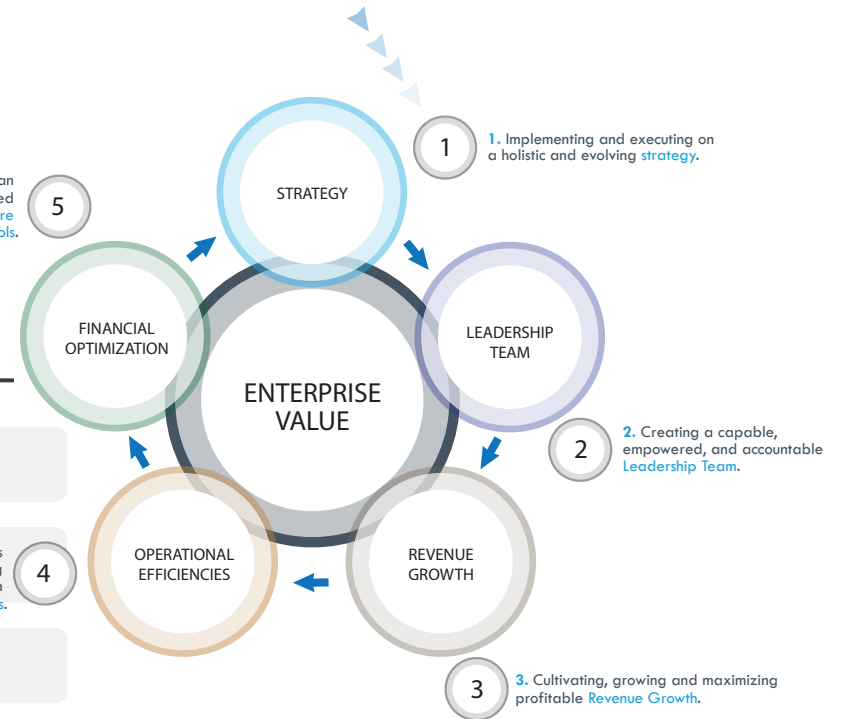 1
1. Implementing and executing on
a holistic and evolving strategy.
an
5
STRATEGY
FINANCIAL
OPTIMIZATION
LEADERSHIP
TEAM
ENTERPRISE
VALUE
2
2. Creating a capable,
empowered, and accountable
Leadership Team.
4
OPERATIONAL
EFFICIENCIES
REVENUE
GROWTH
3
3. Cultivating, growing and maximizing
profitable Revenue Growth.